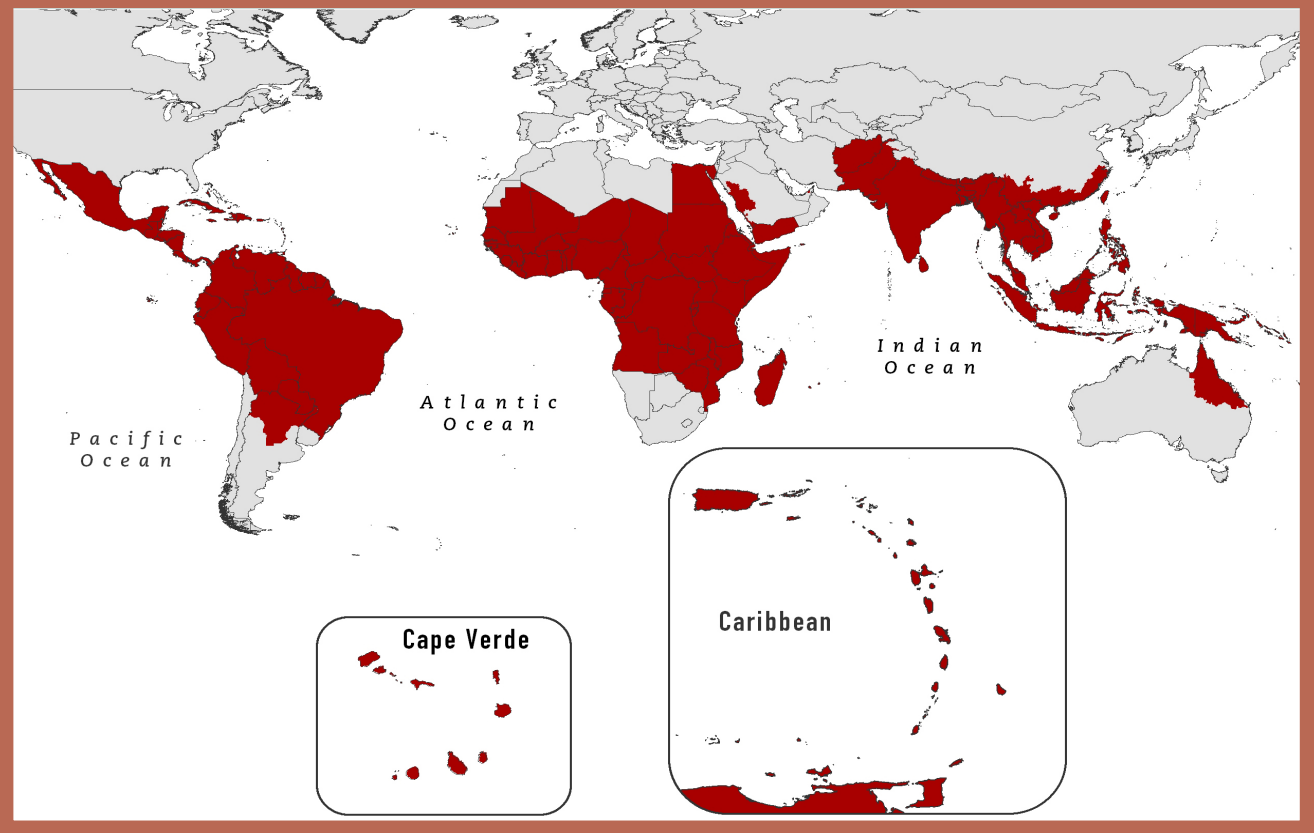 Indian
Ocean
Atlantic
Ocean
Pacific
Ocean
Caribbean
Cape Verde